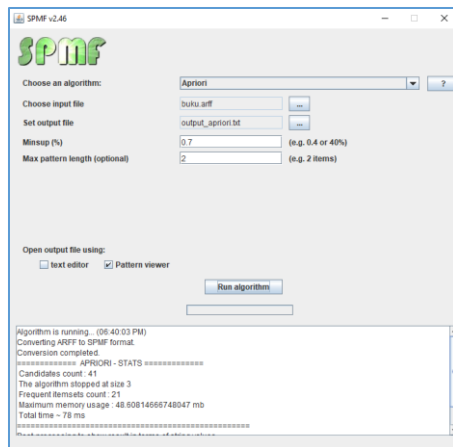 SPMF v2.46
SPMF
Choose an algorithm: Apriori ?
Choose input file buku.arff ...
Set output file output_apriori.txt ...
Minsup (%) 0.7 (e.g. 0.4 or 40%)
Max pattern length (optional) 2 (e.g. 2 items)
Open output file using:
text editor Pattern viewer
Run algorithm
Algorithm is running... (06:40:03 PM)
Converting ARFF to SPMF format.
Conversion completed.
============= APRIORI - STATS =============
Candidates count : 41
The algorithm stopped at size 3
Frequent itemsets count : 21
Maximum memory usage : 48.60814666748047 mb
Total time ~ 78 ms
===================================================